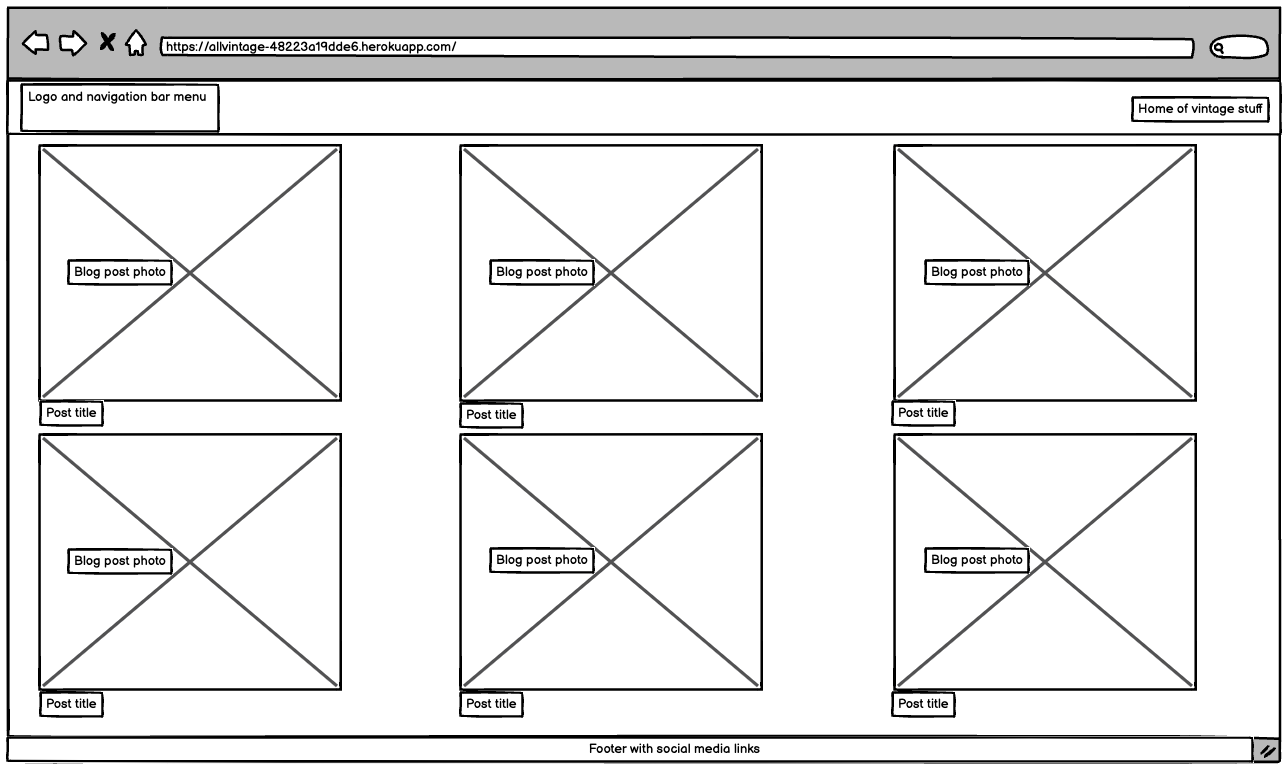 https://allvintage-48223a19dde6.herokuapp.com/
Logo and navigation bar menu
Home of vintage stuff
Blog post photo
Blog post photo
Blog post photo
Post title
Post title
Post title
Blog post photo
Blog post photo
Blog post photo
Post title
Post title
Post title
Footer with social media links